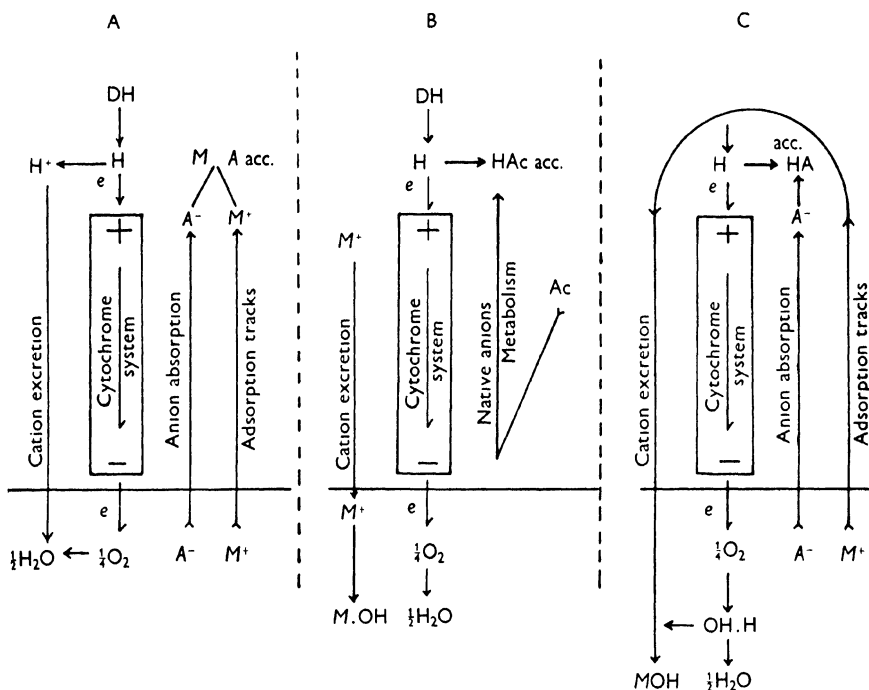 A
DH
H⁺ H
e
M A acc.
A⁻ M⁺
+
Cation excretion
Cytochrome
system
Anion absorption
Adsorption tracks
−
e
½H₂O ¼O₂ A⁻ M⁺
B
DH
H HAc acc.
e
M⁺
+
Cation excretion
Cytochrome
system
Native anions
Metabolism
Ac
−
M⁺ e
¼O₂
M.OH ½H₂O
C
acc.
H HA
e
A⁻
+
Cation excretion
Cytochrome
system
Anion absorption
Adsorption tracks
−
e
¼O₂ A⁻ M⁺
OH.H
MOH ½H₂O